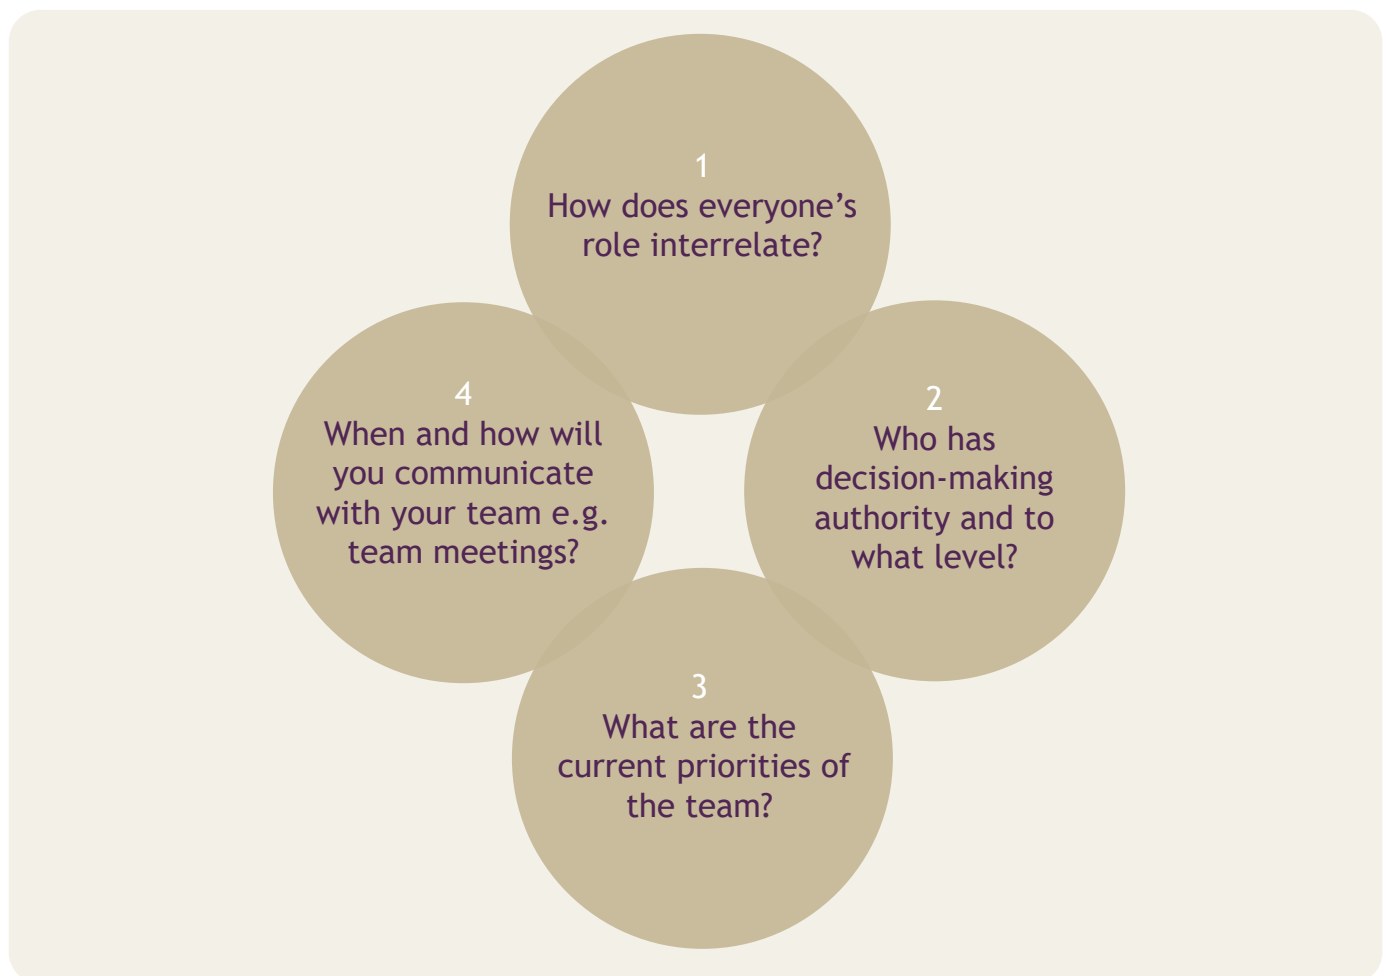 1
How does everyone’s
role interrelate?
2
Who has
decision-making
authority and to
what level?
3
What are the
current priorities of
the team?
4
When and how will
you communicate
with your team e.g.
team meetings?